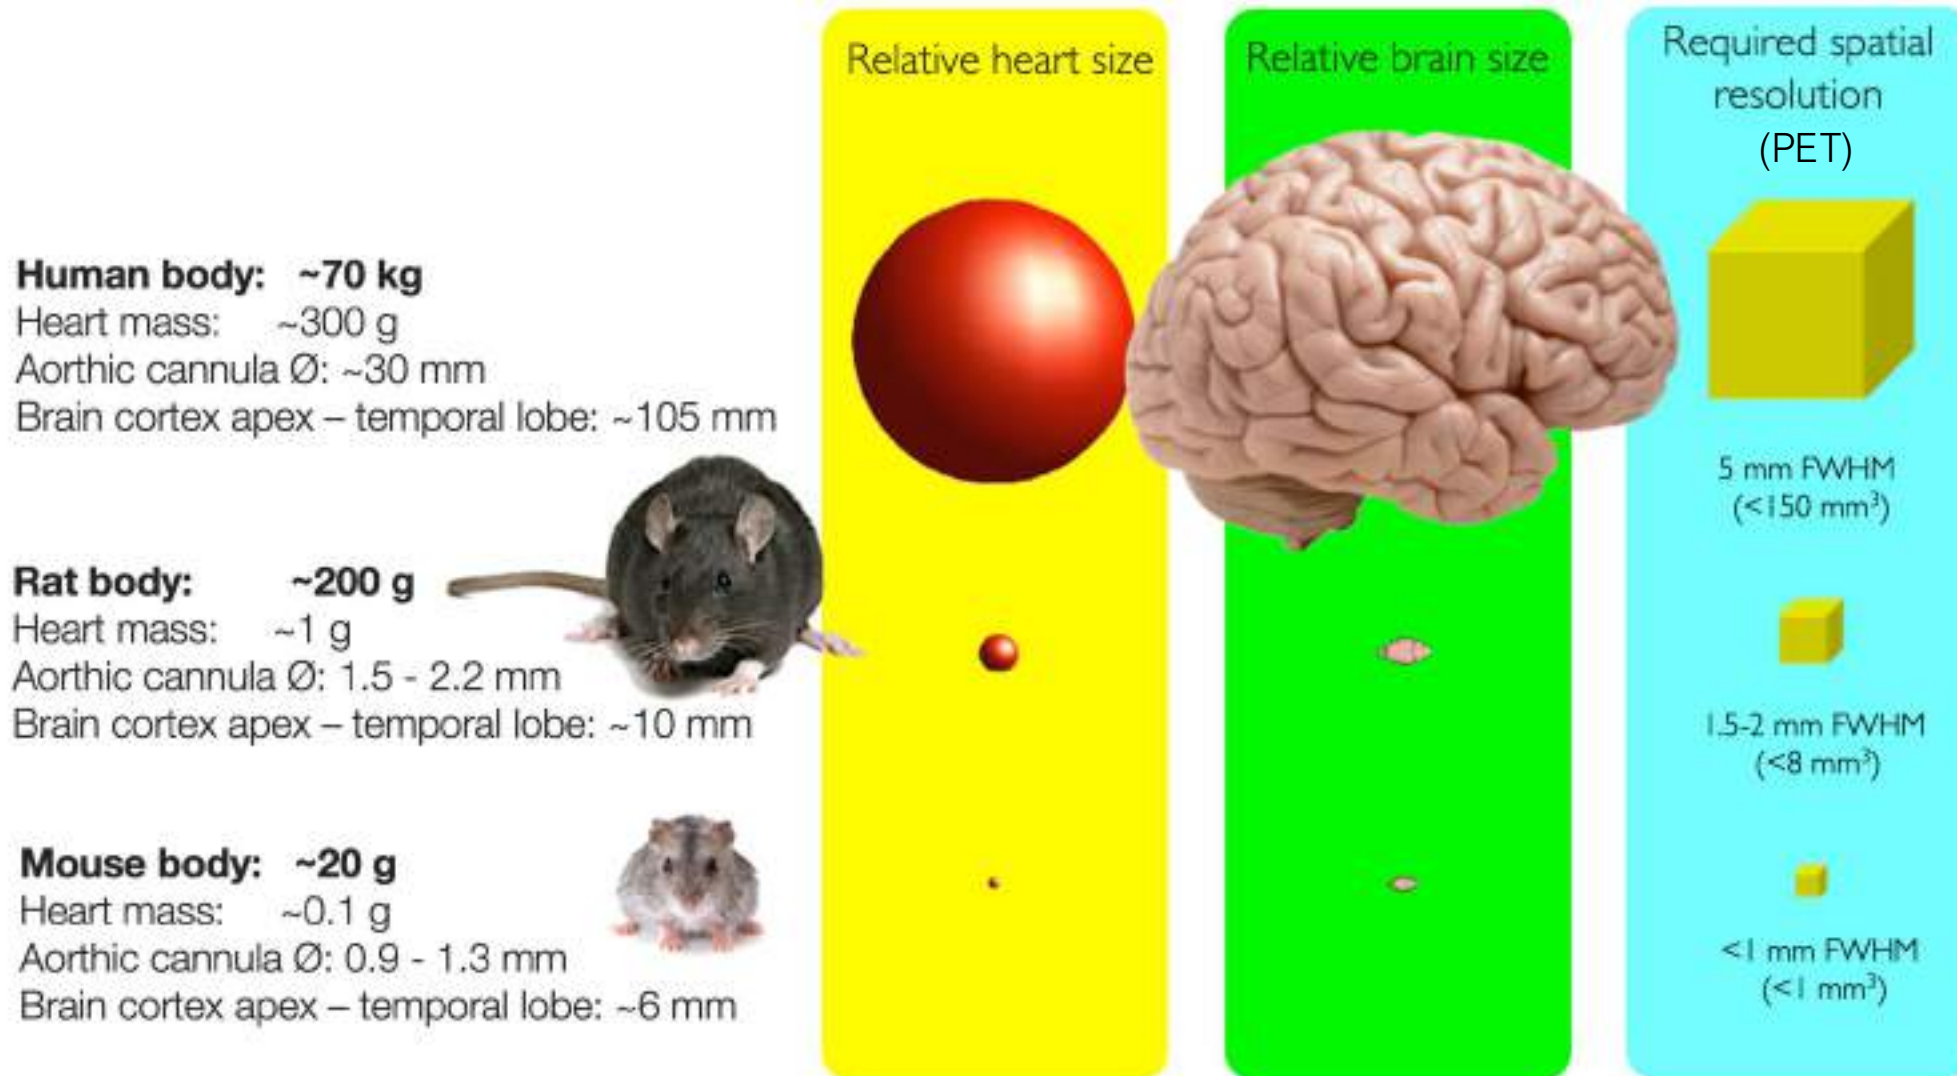 Relative heart size
Relative brain size
Required spatial
resolution
(PET)
Human body: ~70 kg
Heart mass: ~300 g
Aorthic cannula Ø: ~30 mm
Brain cortex apex – temporal lobe: ~105 mm
5 mm FWHM
(<150 mm³)
Rat body: ~200 g
Heart mass: ~1 g
Aorthic cannula Ø: 1.5 - 2.2 mm
Brain cortex apex – temporal lobe: ~10 mm
1.5-2 mm FWHM
(<8 mm³)
Mouse body: ~20 g
Heart mass: ~0.1 g
Aorthic cannula Ø: 0.9 - 1.3 mm
Brain cortex apex – temporal lobe: ~6 mm
<1 mm FWHM
(<1 mm³)